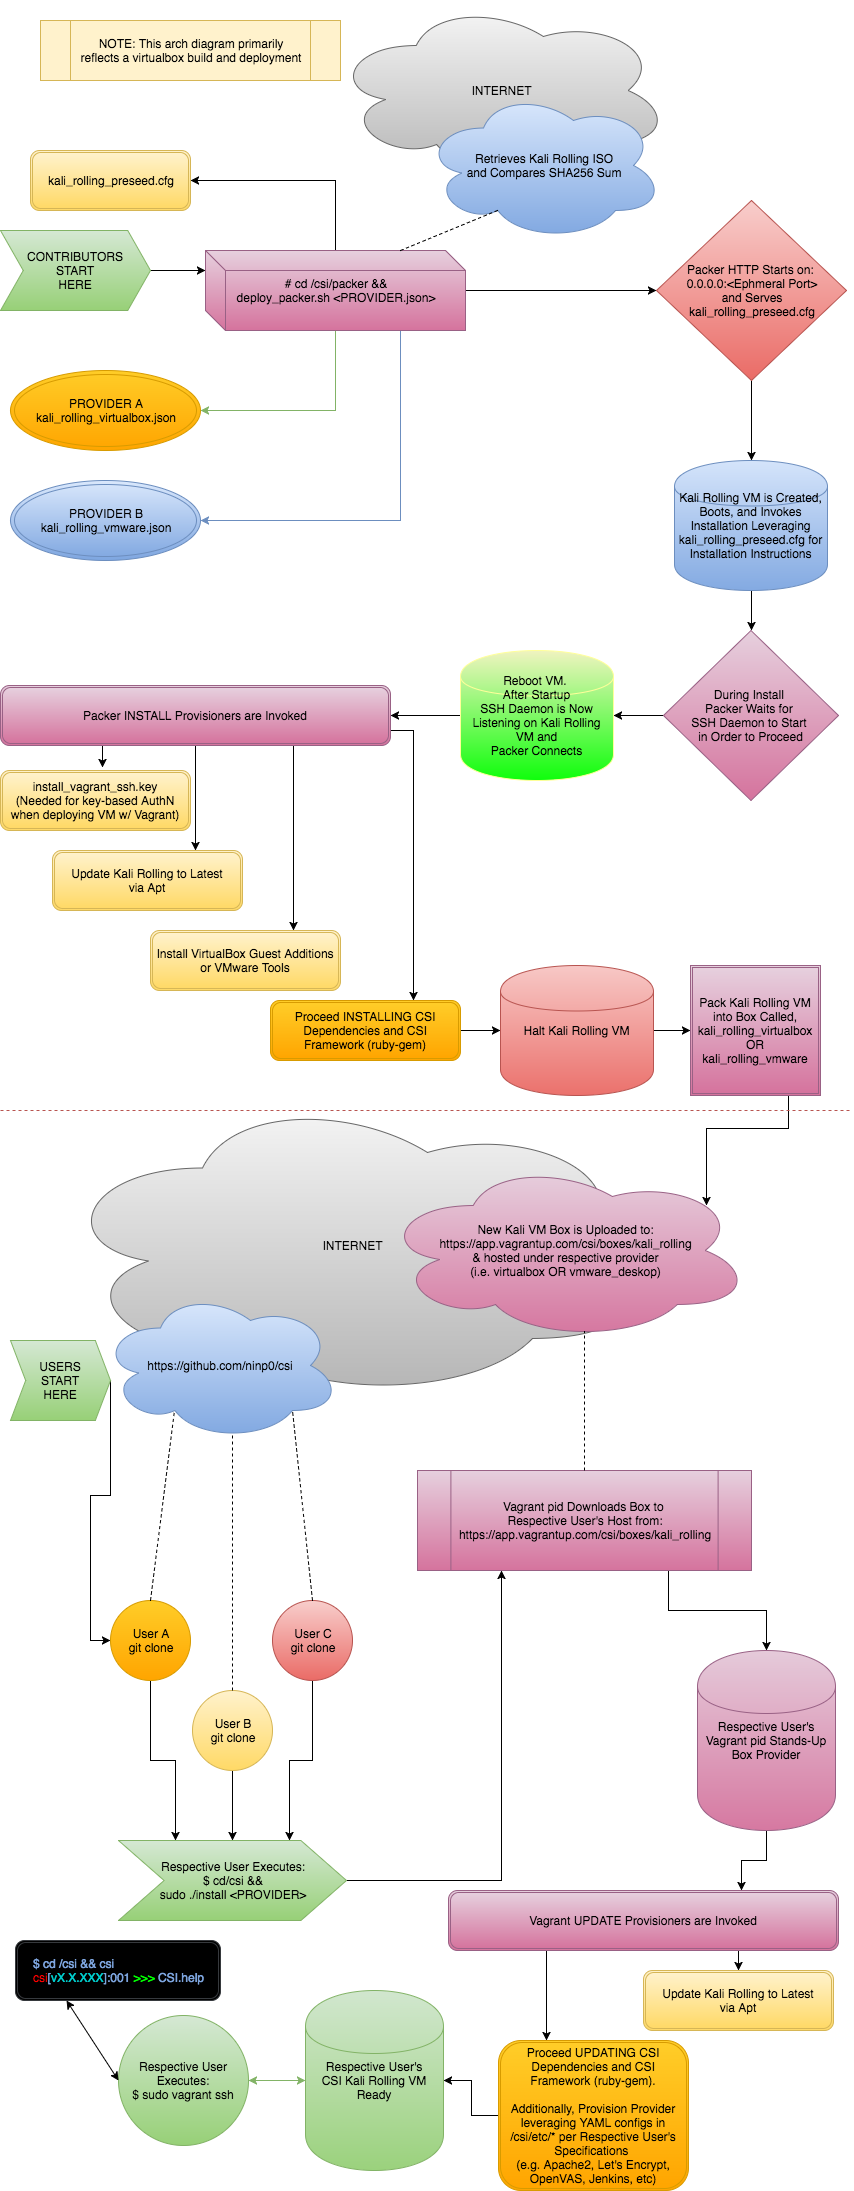 NOTE: This arch diagram primarily
reflects a virtualbox build and deployment
INTERNET
Retrieves Kali Rolling ISO
and Compares SHA256 Sum
kali_rolling_preseed.cfg
CONTRIBUTORS
START
HERE
# cd /csi/packer &&
deploy_packer.sh <PROVIDER.json>
Packer HTTP Starts on:
0.0.0.0:<Ephmeral Port>
and Serves
kali_rolling_preseed.cfg
PROVIDER A
kali_rolling_virtualbox.json
PROVIDER B
kali_rolling_vmware.json
Kali Rolling VM is Created,
Boots, and Invokes
Installation Leveraging
kali_rolling_preseed.cfg for
Installation Instructions
During Install
Packer Waits for
SSH Daemon to Start
in Order to Proceed
Reboot VM.
After Startup
SSH Daemon is Now
Listening on Kali Rolling
VM and
Packer Connects
Packer INSTALL Provisioners are Invoked
install_vagrant_ssh.key
(Needed for key-based AuthN
when deploying VM w/ Vagrant)
Update Kali Rolling to Latest
via Apt
Install VirtualBox Guest Additions
or VMware Tools
Proceed INSTALLING CSI
Dependencies and CSI
Framework (ruby-gem)
Halt Kali Rolling VM
Pack Kali Rolling VM
into Box Called,
kali_rolling_virtualbox
OR
kali_rolling_vmware
INTERNET
New Kali VM Box is Uploaded to:
https://app.vagrantup.com/csi/boxes/kali_rolling
& hosted under respective provider
(i.e. virtualbox OR vmware_deskop)
https://github.com/ninp0/csi
USERS
START
HERE
Vagrant pid Downloads Box to
Respective User's Host from:
https://app.vagrantup.com/csi/boxes/kali_rolling
User A
git clone
User B
git clone
User C
git clone
Respective User's
Vagrant pid Stands-Up
Box Provider
Respective User Executes:
$ cd/csi &&
sudo ./install <PROVIDER>
Vagrant UPDATE Provisioners are Invoked
Update Kali Rolling to Latest
via Apt
$ cd /csi && csi
csi[vX.X.XXX]:001 >>> CSI.help
Respective User
Executes:
$ sudo vagrant ssh
Respective User's
CSI Kali Rolling VM
Ready
Proceed UPDATING CSI
Dependencies and CSI
Framework (ruby-gem).
Additionally, Provision Provider
leveraging YAML configs in
/csi/etc/* per Respective User's
Specifications
(e.g. Apache2, Let's Encrypt,
OpenVAS, Jenkins, etc)